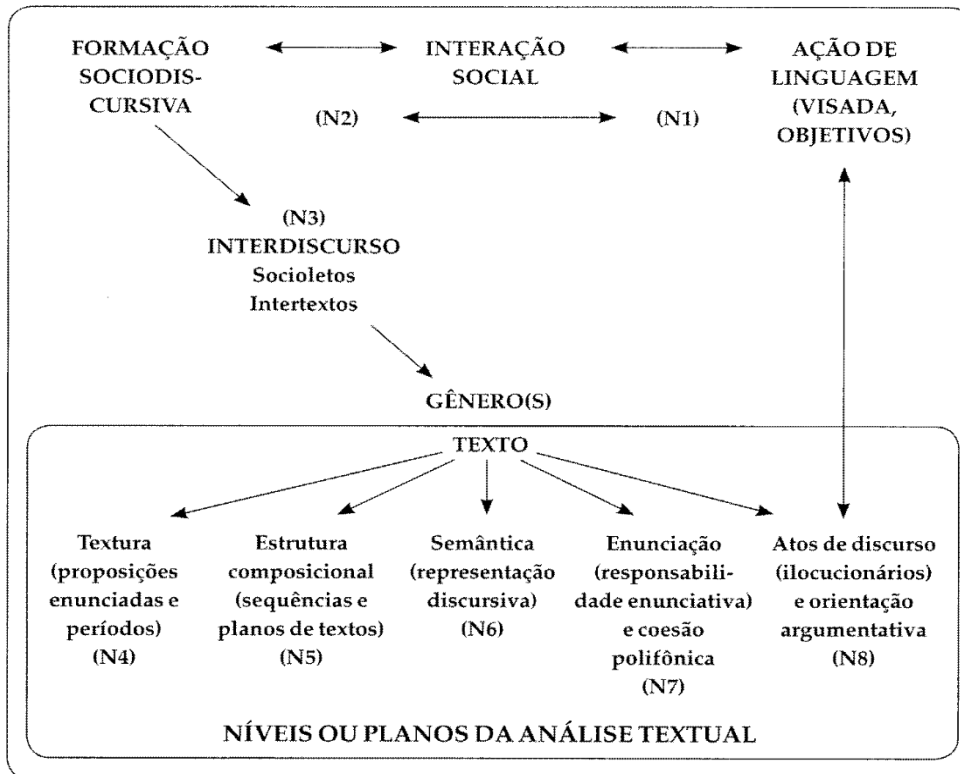 FORMAÇÃO
SOCIODIS-
CURSIVA
INTERAÇÃO
SOCIAL
AÇÃO DE
LINGUAGEM
(VISADA,
OBJETIVOS)
(N2)
(N1)
(N3)
INTERDISCURSO
Socioletos
Intertextos
GÊNERO(S)
TEXTO
Textura
(proposições
enunciadas e
períodos)
(N4)
Estrutura
composicional
(sequências e
planos de textos)
(N5)
Semântica
(representação
discursiva)
(N6)
Enunciação
(responsabili-
dade enunciativa)
e coesão
polifônica
(N7)
Atos de discurso
(ilocucionários)
e orientação
argumentativa
(N8)
NÍVEIS OU PLANOS DA ANÁLISE TEXTUAL